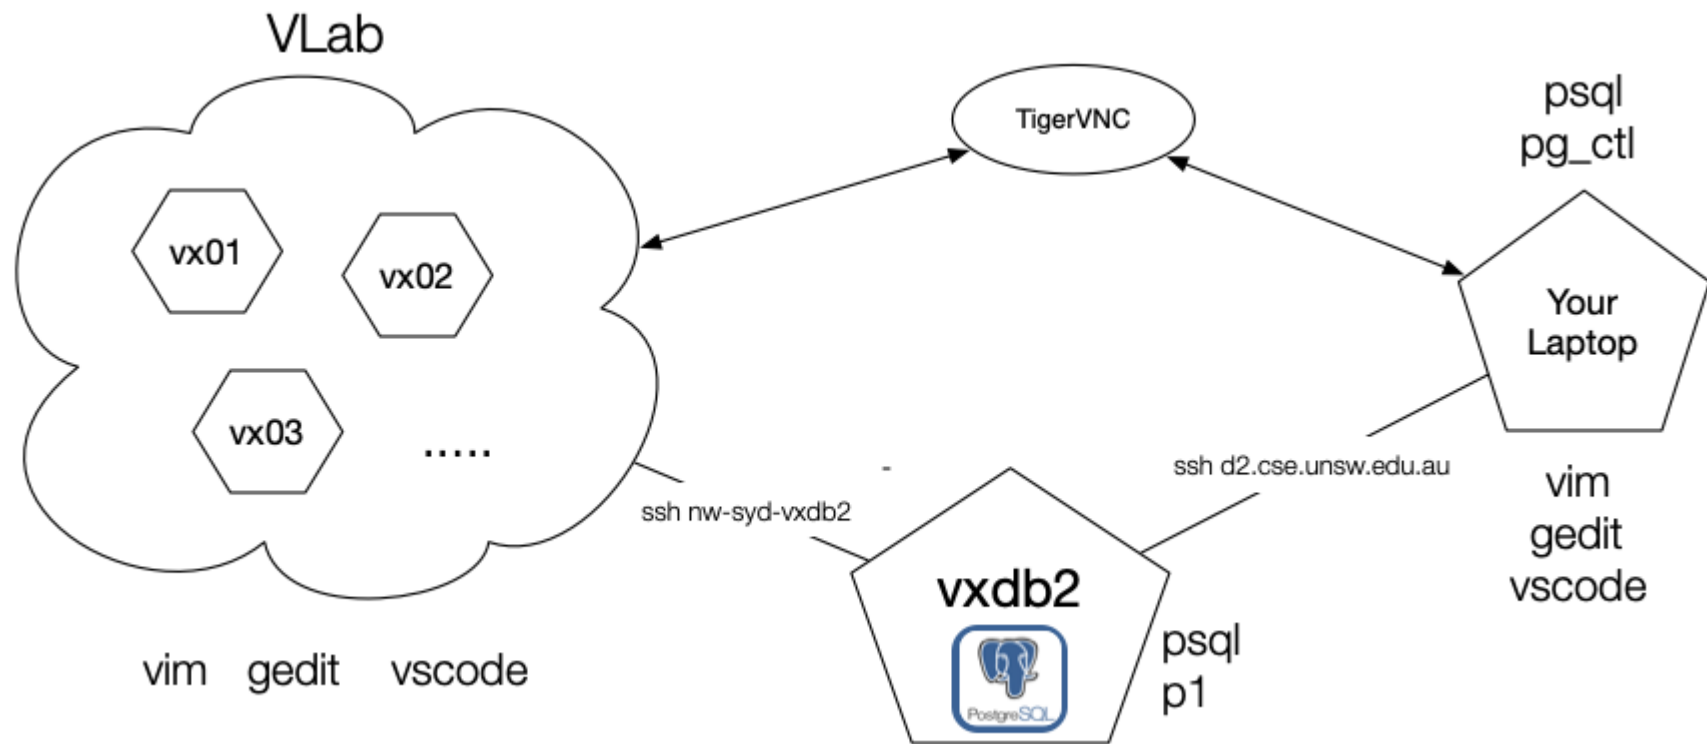 VLab
TigerVNC
psql
pg_ctl
vx01
vx02
Your
Laptop
vx03
.....
-
ssh d2.cse.unsw.edu.au
ssh nw-syd-vxdb2
vim
gedit
vscode
vxdb2
PostgreSQL
psql
p1
vim gedit vscode